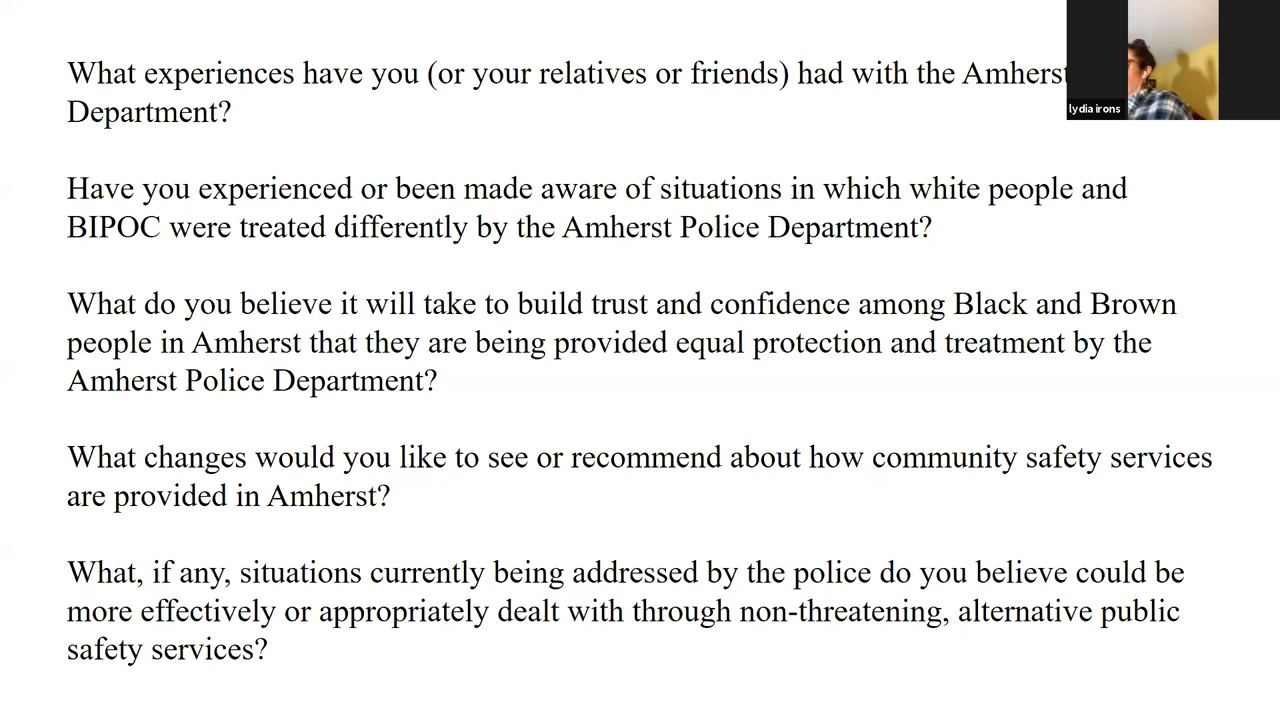 What experiences have you (or your relatives or friends) had with the Amherst
Department?
Have you experienced or been made aware of situations in which white people and
BIPOC were treated differently by the Amherst Police Department?
What do you believe it will take to build trust and confidence among Black and Brown
people in Amherst that they are being provided equal protection and treatment by the
Amherst Police Department?
What changes would you like to see or recommend about how community safety services
are provided in Amherst?
What, if any, situations currently being addressed by the police do you believe could be
more effectively or appropriately dealt with through non-threatening, alternative public
safety services?
lydia irons